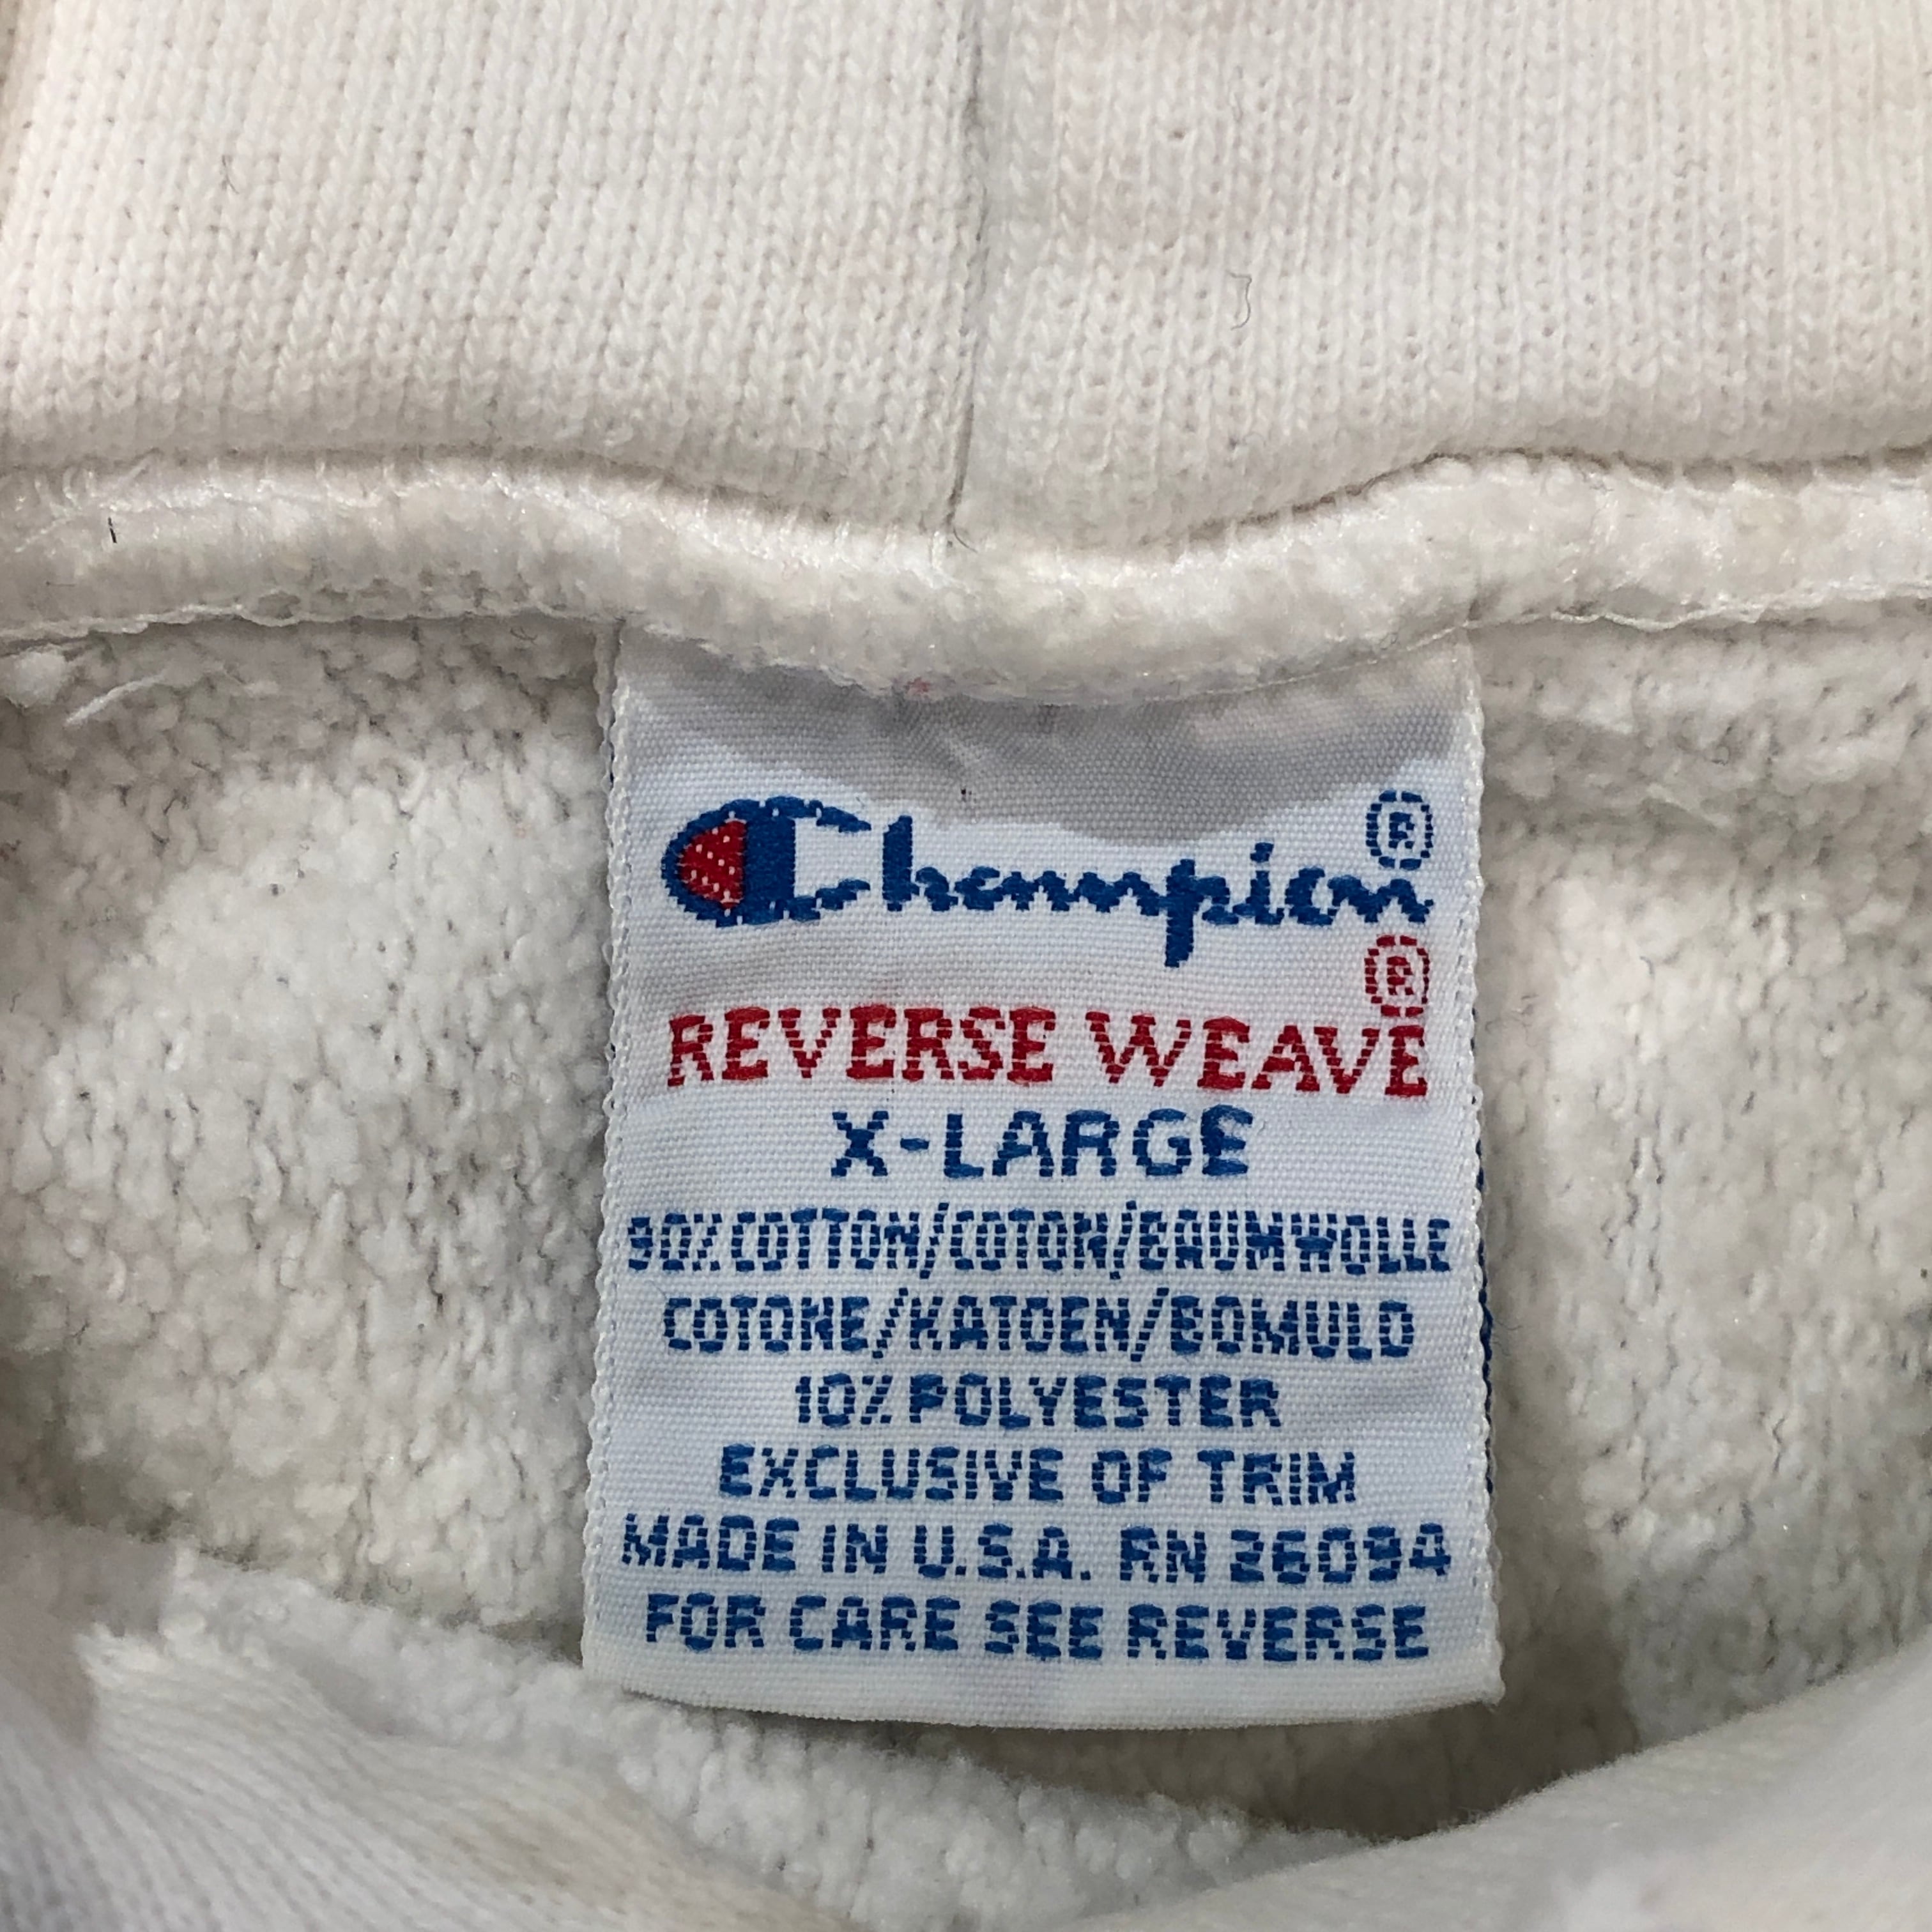 Champion®
REVERSE WEAVE®
X-LARGE
90% COTTON/COTON/BAUMWOLLE
COTONE/KATOEN/BOMULD
10% POLYESTER
EXCLUSIVE OF TRIM
MADE IN U.S.A. RN 26094
FOR CARE SEE REVERSE